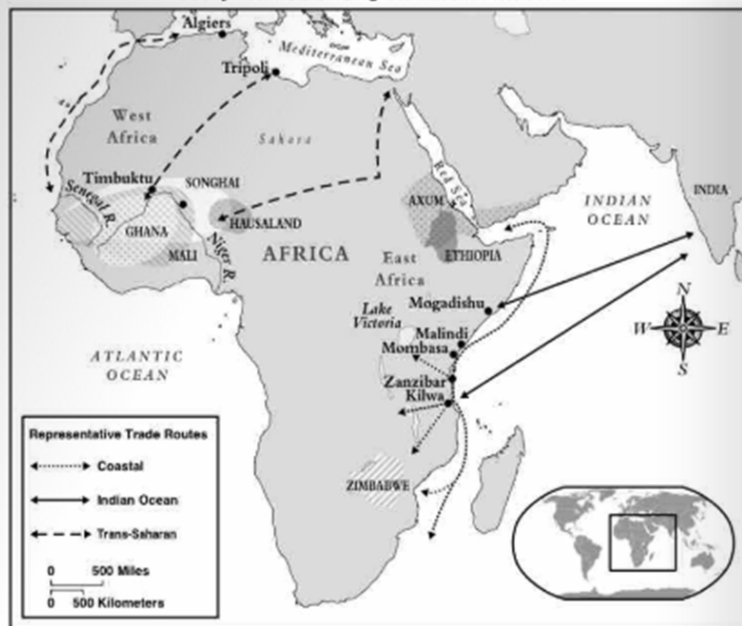 Algiers
Mediterranean Sea
Tripoli
West
Africa
Sahara
Timbuktu
SONGHAI
Senegal R.
GHANA
MALI
Niger R.
HAUSALAND
AFRICA
Red Sea
AXUM
ETHIOPIA
INDIA
INDIAN
OCEAN
East
Africa
Mogadishu
Lake
Victoria
Malindi
Mombasa
Zanzibar
Kilwa
N
W
E
S
ATLANTIC
OCEAN
ZIMBABWE
Representative Trade Routes
Coastal
Indian Ocean
Trans-Saharan
0 500 Miles
0 500 Kilometers